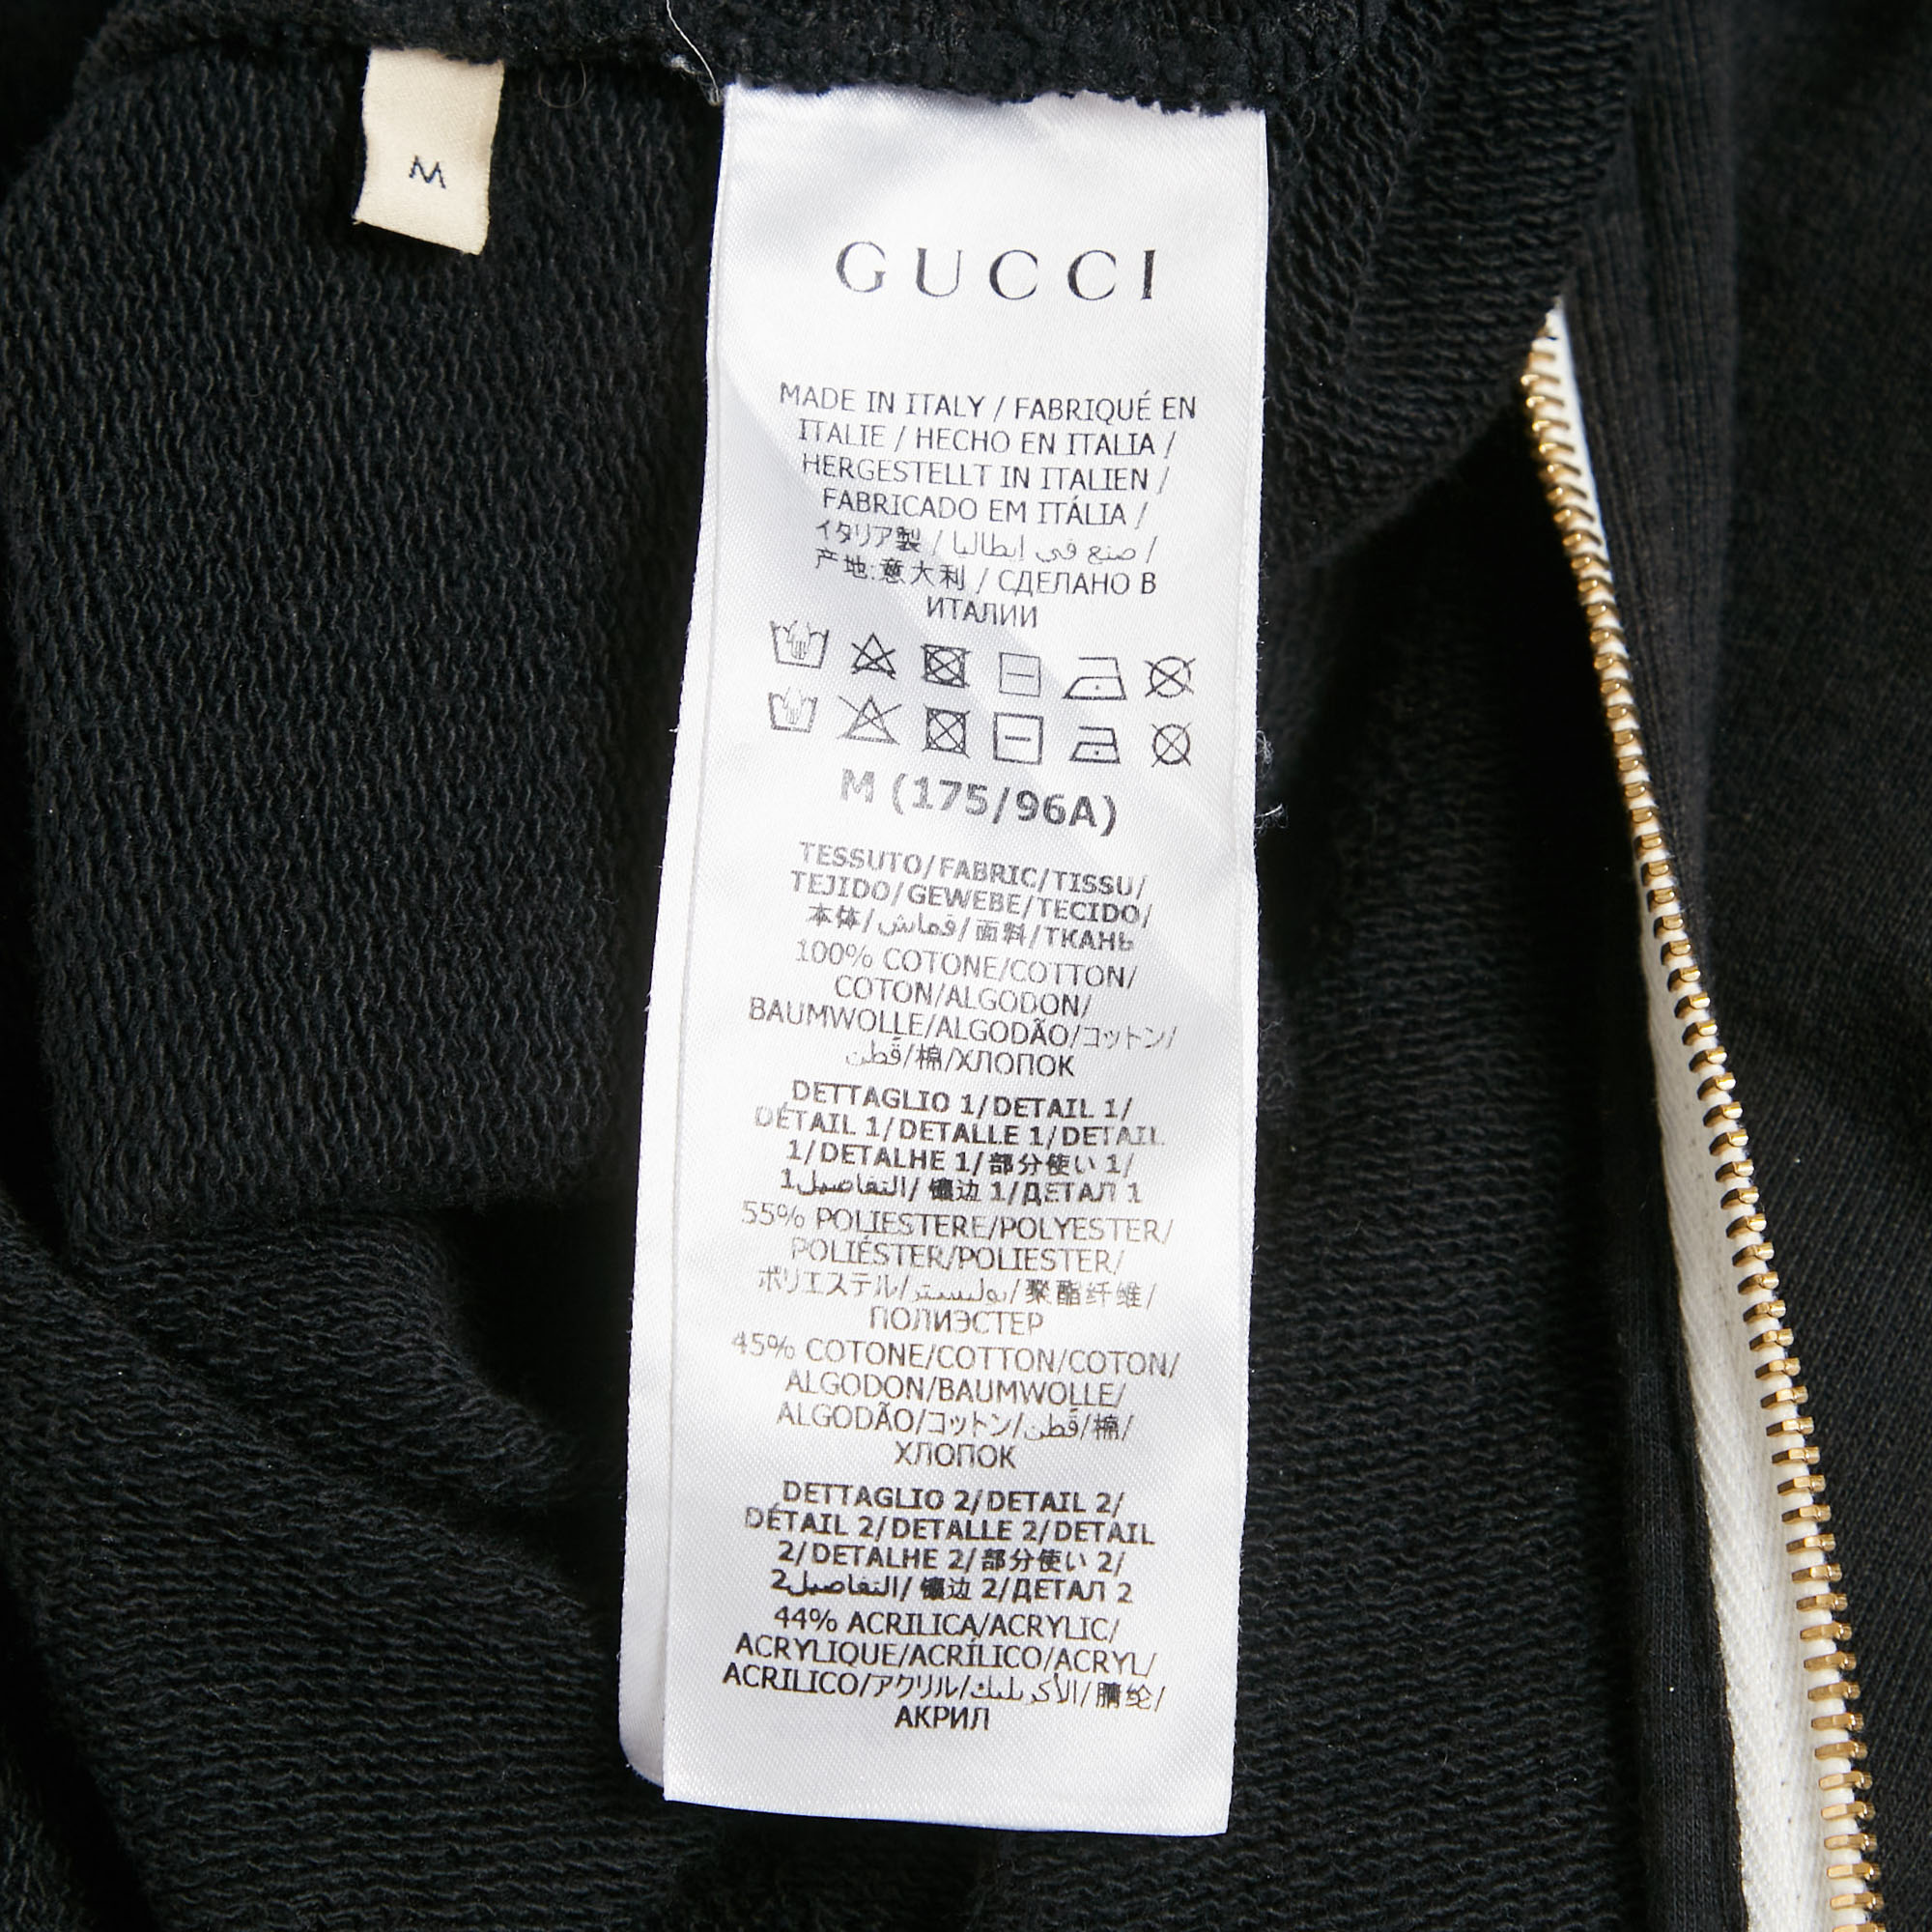 M
GUCCI
MADE IN ITALY / FABRIQUÉ EN
ITALIE / HECHO EN ITALIA /
HERGESTELLT IN ITALIEN /
FABRICADO EM ITÁLIA /
イタリア製 / صنع في إيطاليا /
产地:意大利 / СДЕЛАНО В
ИТАЛИИ
M (175/96A)
TESSUTO/FABRIC/TISSU/
TEJIDO/GEWEBE/TECIDO/
本体/قماش/面料/ТКАНЬ
100% COTONE/COTTON/
COTON/ALGODON/
BAUMWOLLE/ALGODÃO/コットン/
قُطن/棉/ХЛОПОК
DETTAGLIO 1/DETAIL 1/
DÉTAIL 1/DETALLE 1/DETAIL
1/DETALHE 1/部分使い 1/
التفاصيل1/ 镶边 1/ДЕТАЛ 1
55% POLIESTERE/POLYESTER/
POLIÉSTER/POLIESTER/
ポリエステル/بوليستر/聚酯纤维/
ПОЛИЭСТЕР
45% COTONE/COTTON/COTON/
ALGODON/BAUMWOLLE/
ALGODÃO/コットン/قُطن/棉/
ХЛОПОК
DETTAGLIO 2/DETAIL 2/
DÉTAIL 2/DETALLE 2/DETAIL
2/DETALHE 2/部分使い 2/
التفاصيل2/ 镶边 2/ДЕТАЛ 2
44% ACRILICA/ACRYLIC/
ACRYLIQUE/ACRÍLICO/ACRYL/
ACRILICO/アクリル/الأكريليك/腈纶/
АКРИЛ